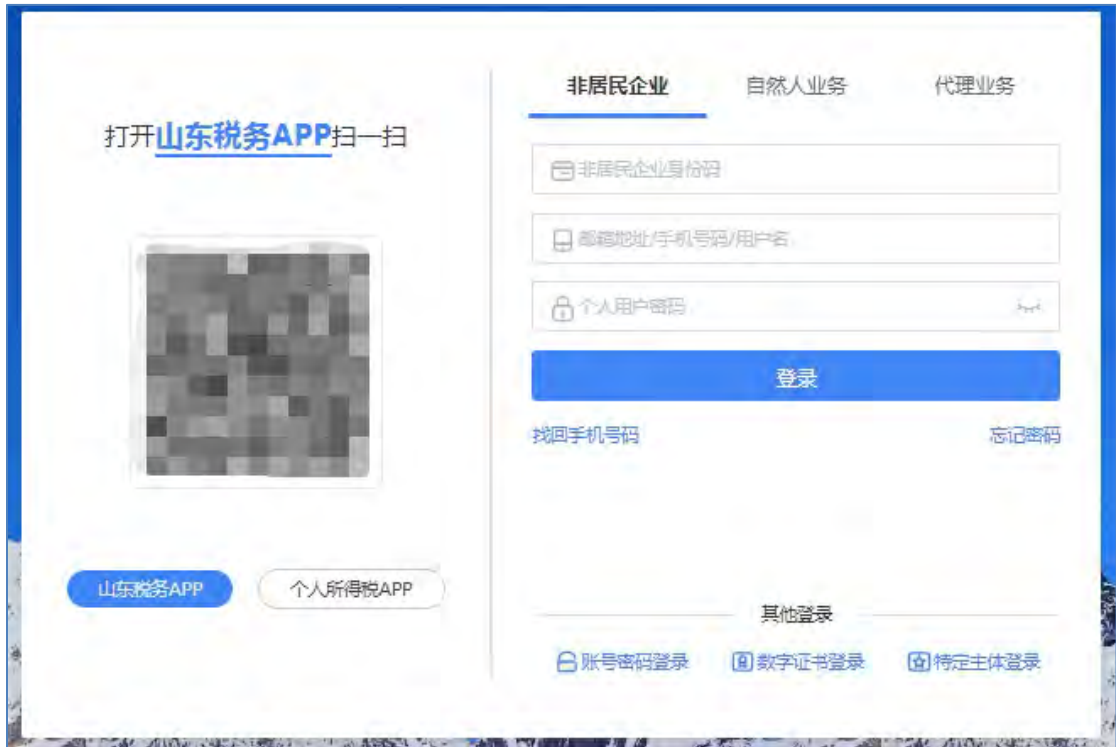 打开山东税务APP扫一扫
山东税务APP
个人所得税APP
非居民企业
自然人业务
代理业务
非居民企业身份码
邮箱地址/手机号码/用户名
个人用户密码
登录
找回手机号码
忘记密码
其他登录
账号密码登录
数字证书登录
特定主体登录